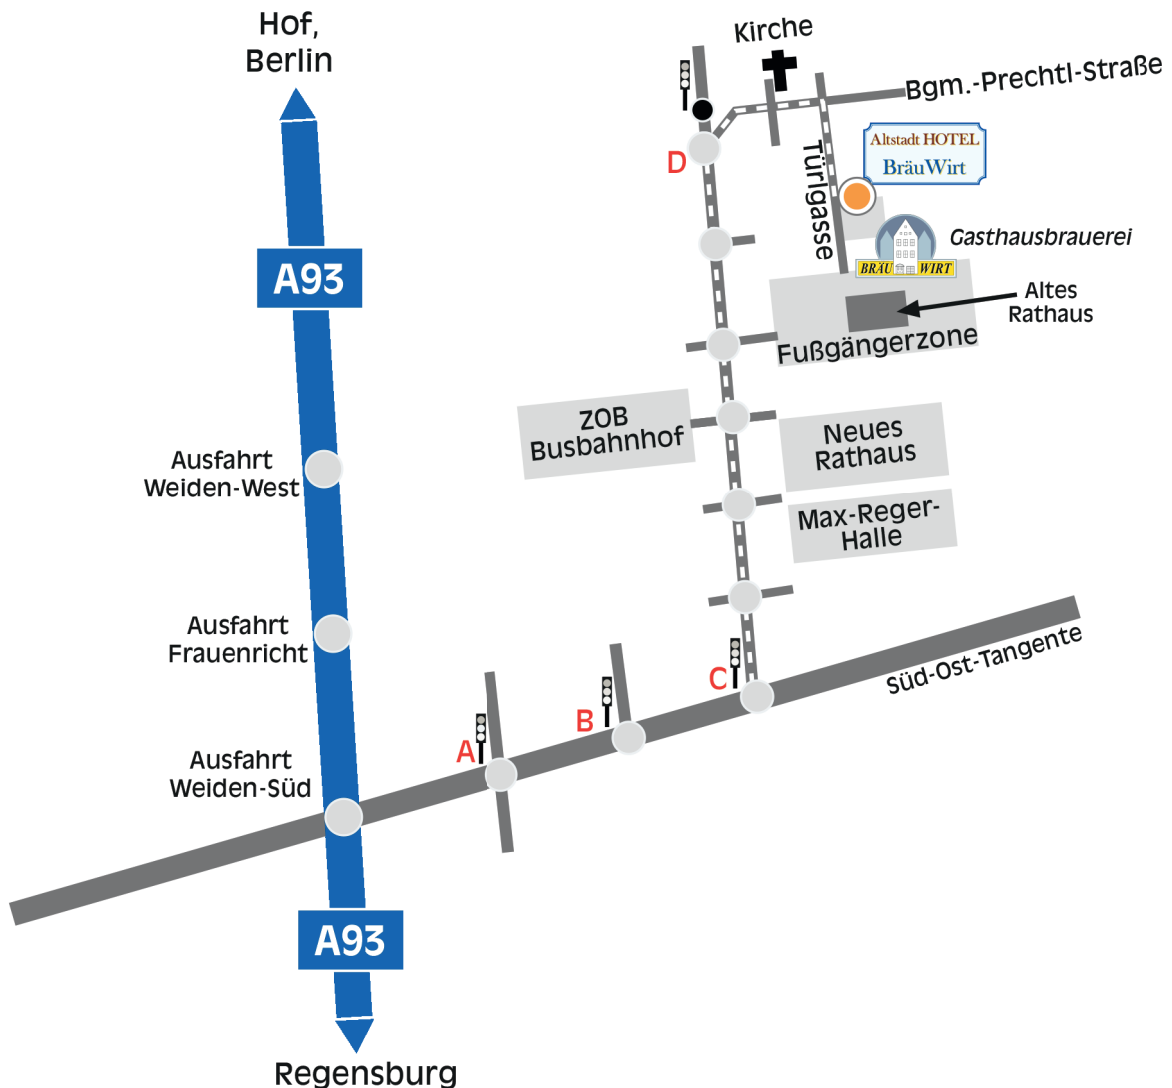 Hof,
Berlin
Kirche
Bgm.-Prechtl-Straße
D
Türlgasse
Altstadt HOTEL
BräuWirt
Gasthausbrauerei
BRÄU WIRT
A93
Altes
Rathaus
Fußgängerzone
ZOB
Busbahnhof
Neues
Rathaus
Ausfahrt
Weiden-West
Max-Reger-
Halle
Ausfahrt
Frauenricht
Süd-Ost-Tangente
C
B
A
Ausfahrt
Weiden-Süd
A93
Regensburg